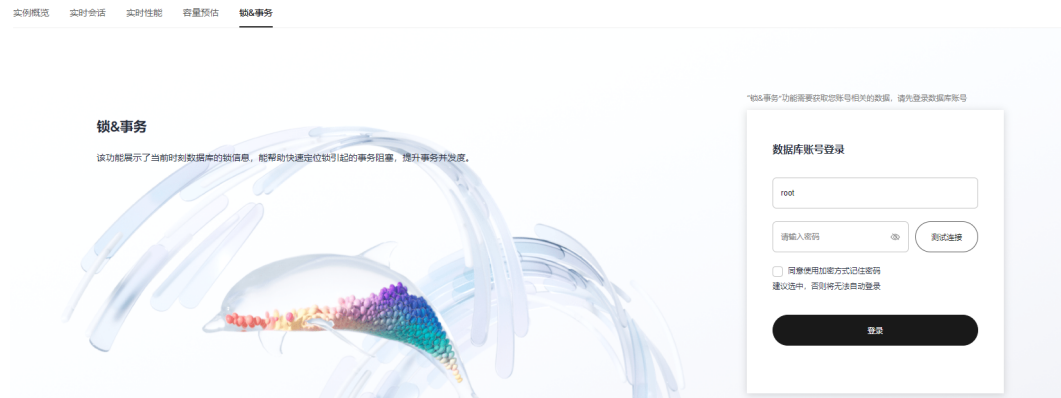 实例概览 实时会话 实时性能 容量预估 锁&事务
"锁&事务"功能需要获取您账号相关的数据，请先登录数据库账号
锁&事务
该功能展示了当前时刻数据库的锁信息，能帮助快速定位锁引起的事务阻塞，提升事务并发度。
数据库账号登录
root
请输入密码 测试连接
同意使用加密方式记住密码
建议选中，否则将无法自动登录
登录